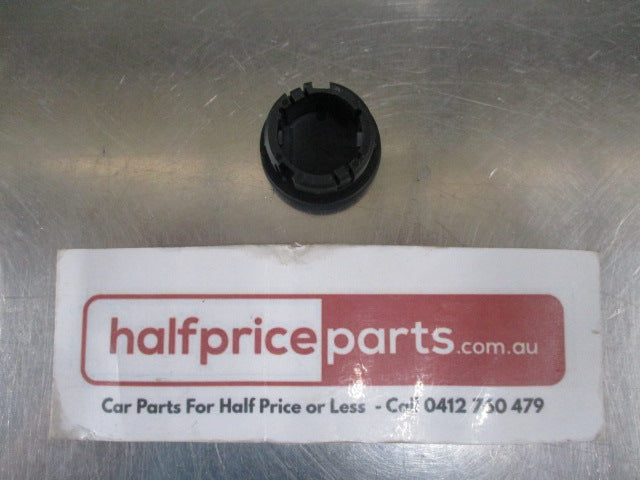 halfpriceparts.com.au
Car Parts For Half Price or Less - Call 0412 760 479